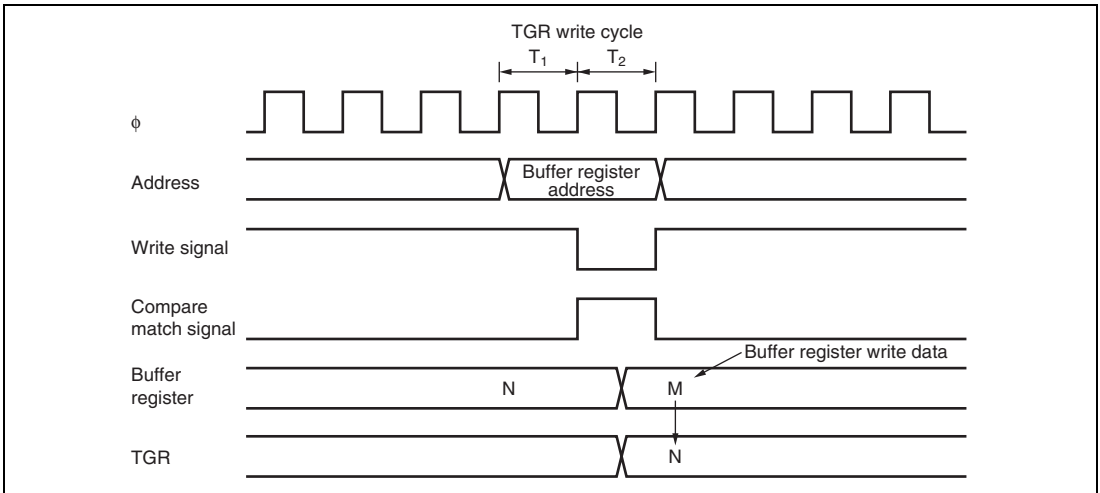 TGR write cycle
T₁ T₂
ϕ
Address
Buffer register
address
Write signal
Compare
match signal
Buffer register write data
Buffer
register
N M
TGR
N